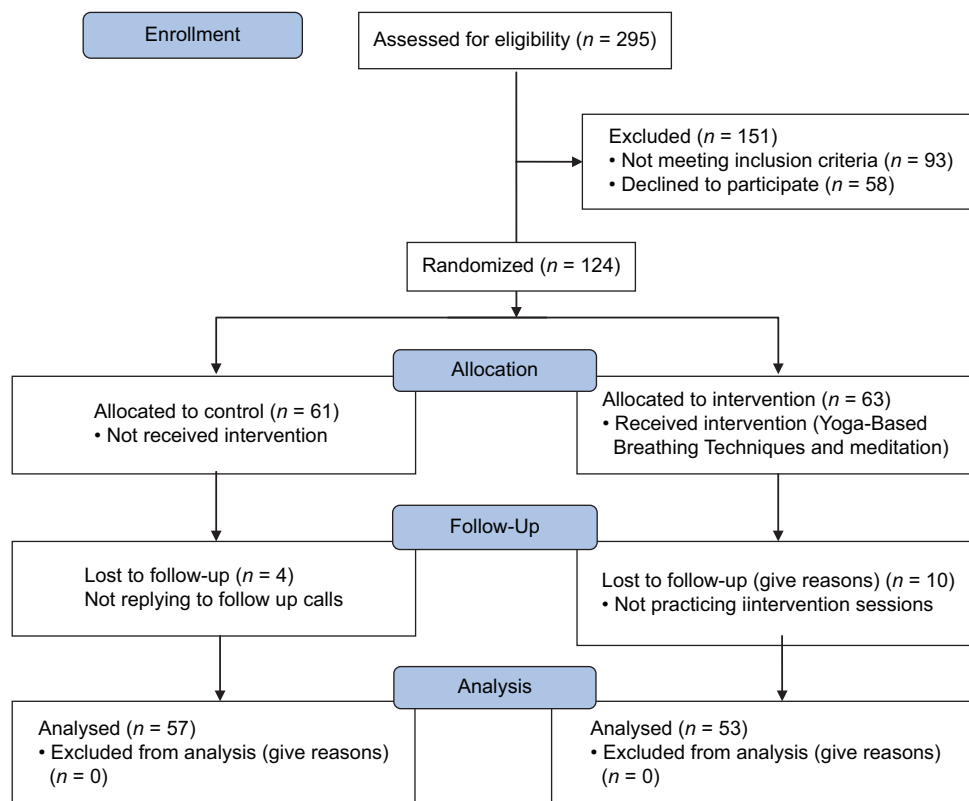 Enrollment
Assessed for eligibility (n = 295)
Excluded (n = 151)
• Not meeting inclusion criteria (n = 93)
• Declined to participate (n = 58)
Randomized (n = 124)
Allocation
Allocated to control (n = 61)
• Not received intervention
Allocated to intervention (n = 63)
• Received intervention (Yoga-Based
Breathing Techniques and meditation)
Follow-Up
Lost to follow-up (n = 4)
Not replying to follow up calls
Lost to follow-up (give reasons) (n = 10)
• Not practicing iintervention sessions
Analysis
Analysed (n = 57)
• Excluded from analysis (give reasons)
(n = 0)
Analysed (n = 53)
• Excluded from analysis (give reasons)
(n = 0)